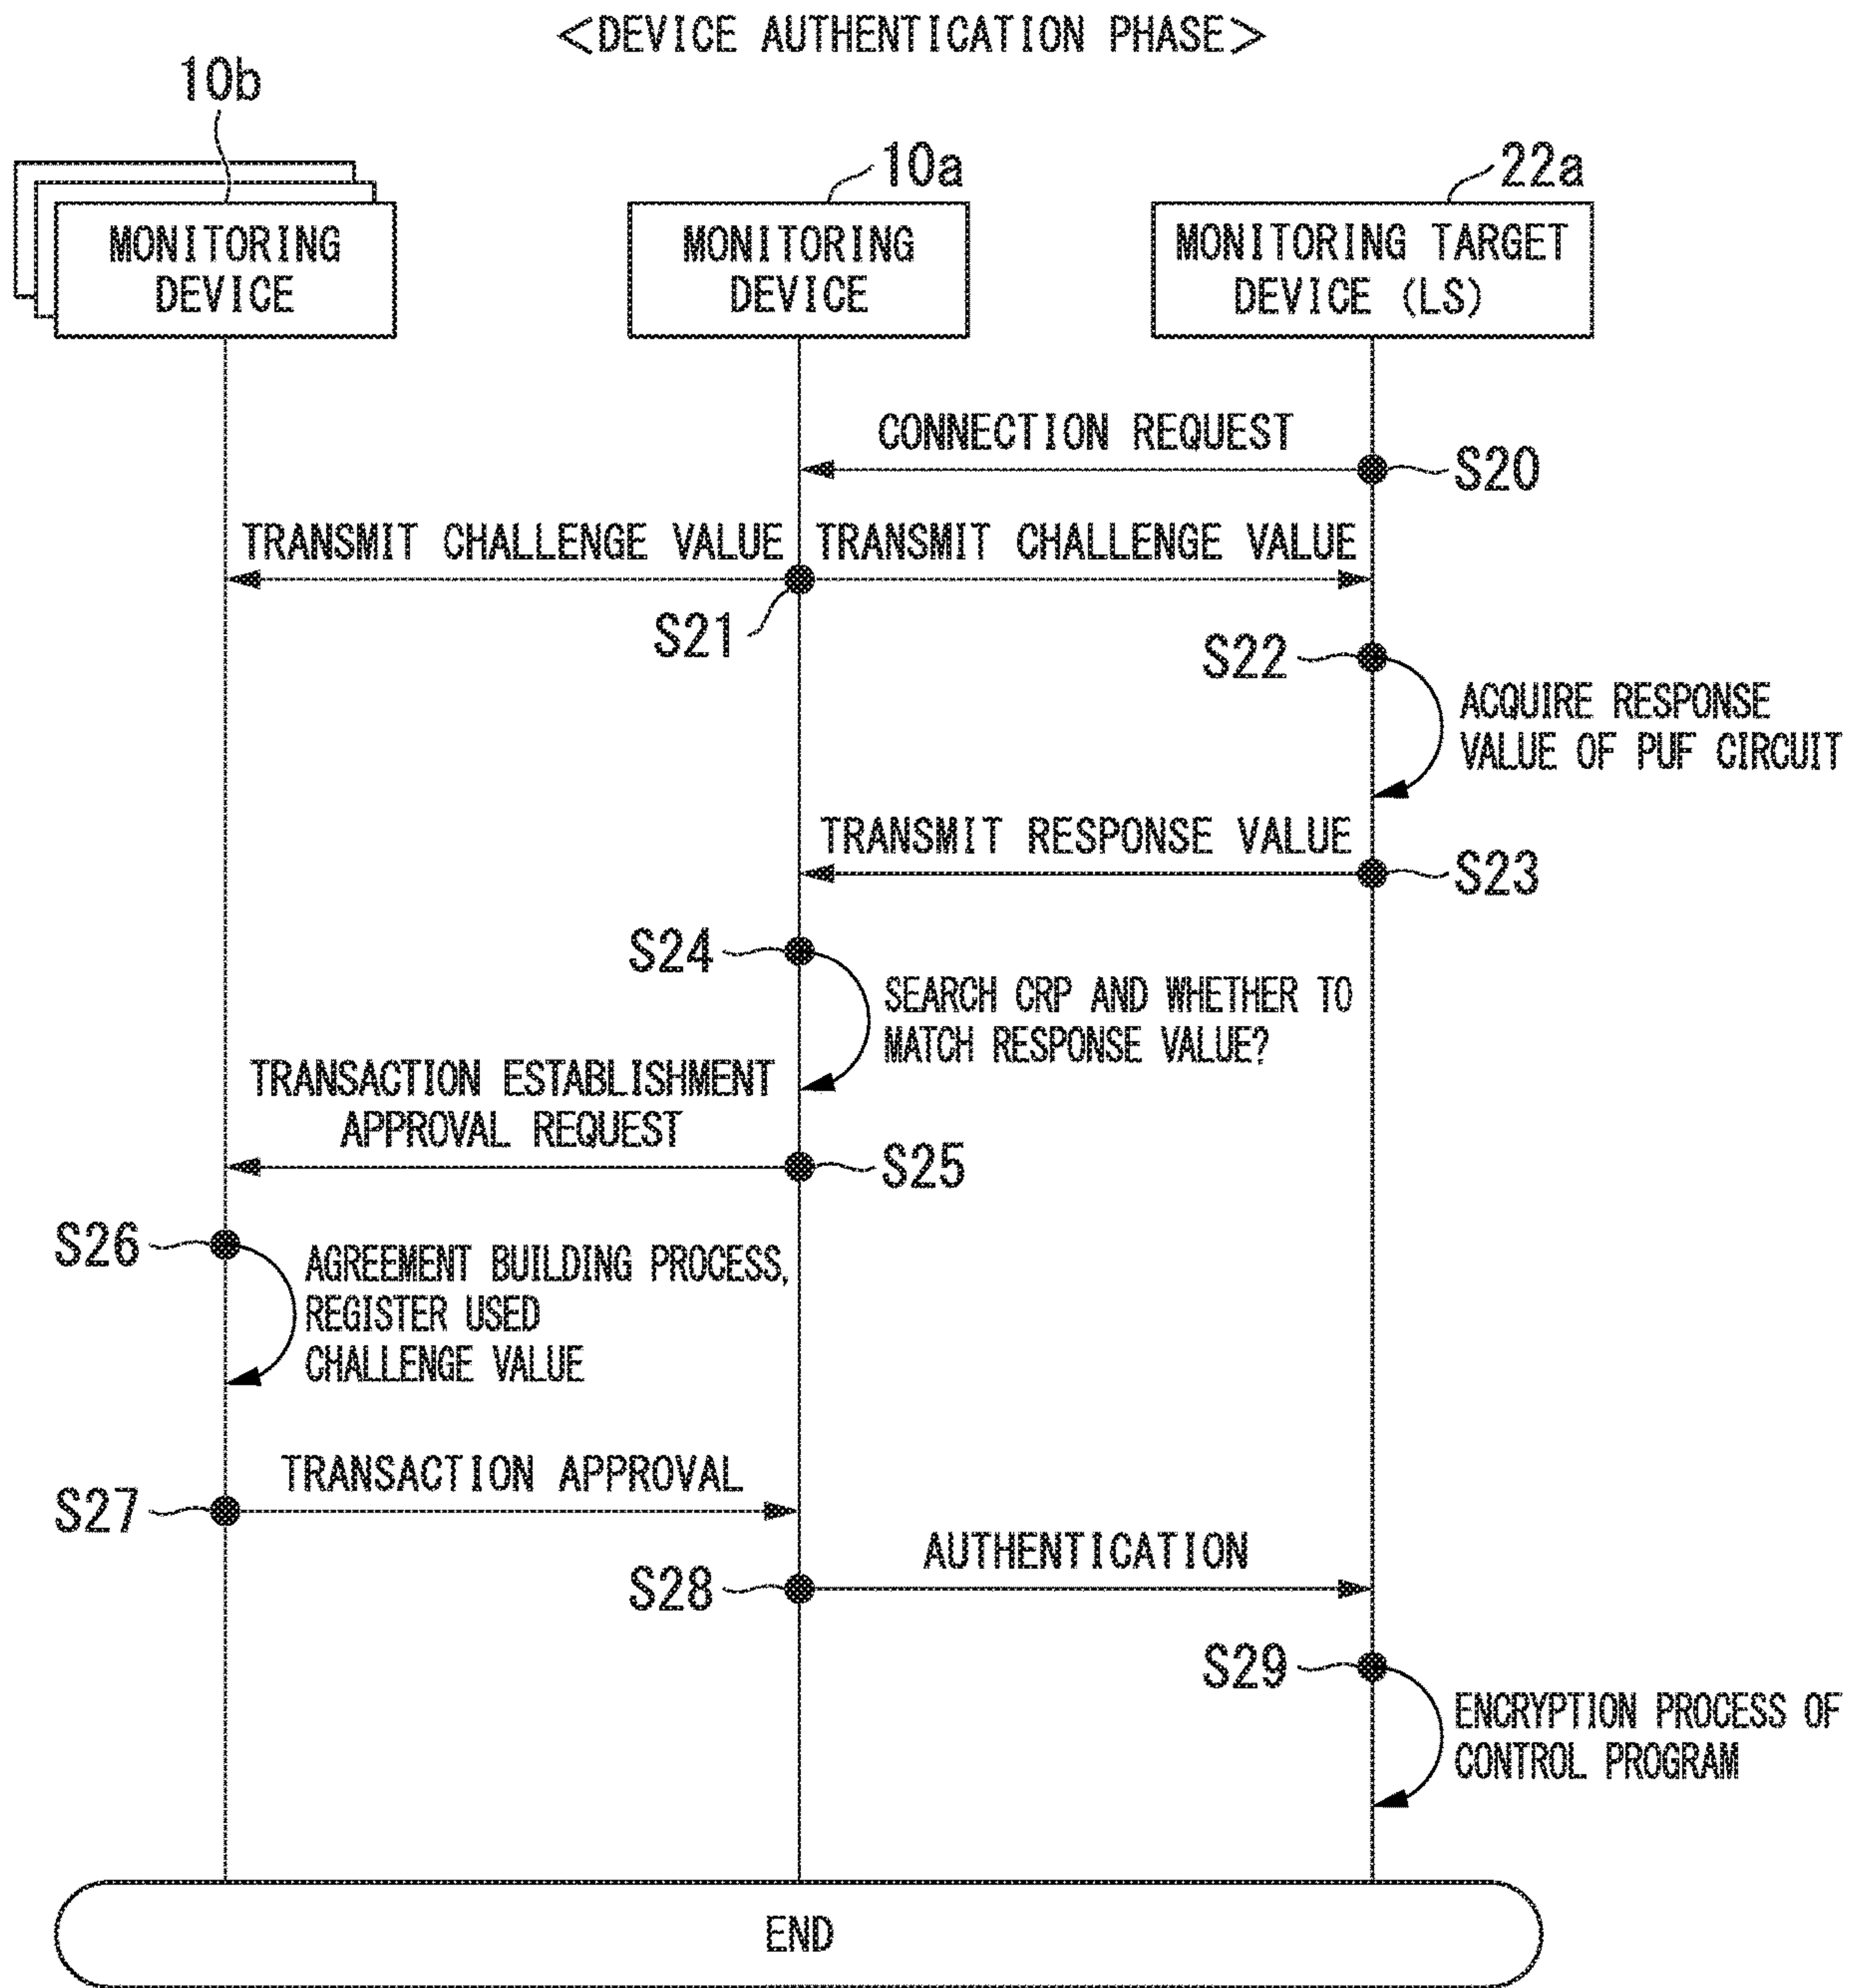 <DEVICE AUTHENTICATION PHASE>
10b
10a
22a
MONITORING
DEVICE
MONITORING
DEVICE
MONITORING TARGET
DEVICE (LS)
CONNECTION REQUEST
S20
TRANSMIT CHALLENGE VALUE
TRANSMIT CHALLENGE VALUE
S21
S22
ACQUIRE RESPONSE
VALUE OF PUF CIRCUIT
TRANSMIT RESPONSE VALUE
S23
S24
SEARCH CRP AND WHETHER TO
MATCH RESPONSE VALUE?
TRANSACTION ESTABLISHMENT
APPROVAL REQUEST
S25
S26
AGREEMENT BUILDING PROCESS,
REGISTER USED
CHALLENGE VALUE
TRANSACTION APPROVAL
S27
AUTHENTICATION
S28
S29
ENCRYPTION PROCESS OF
CONTROL PROGRAM
END